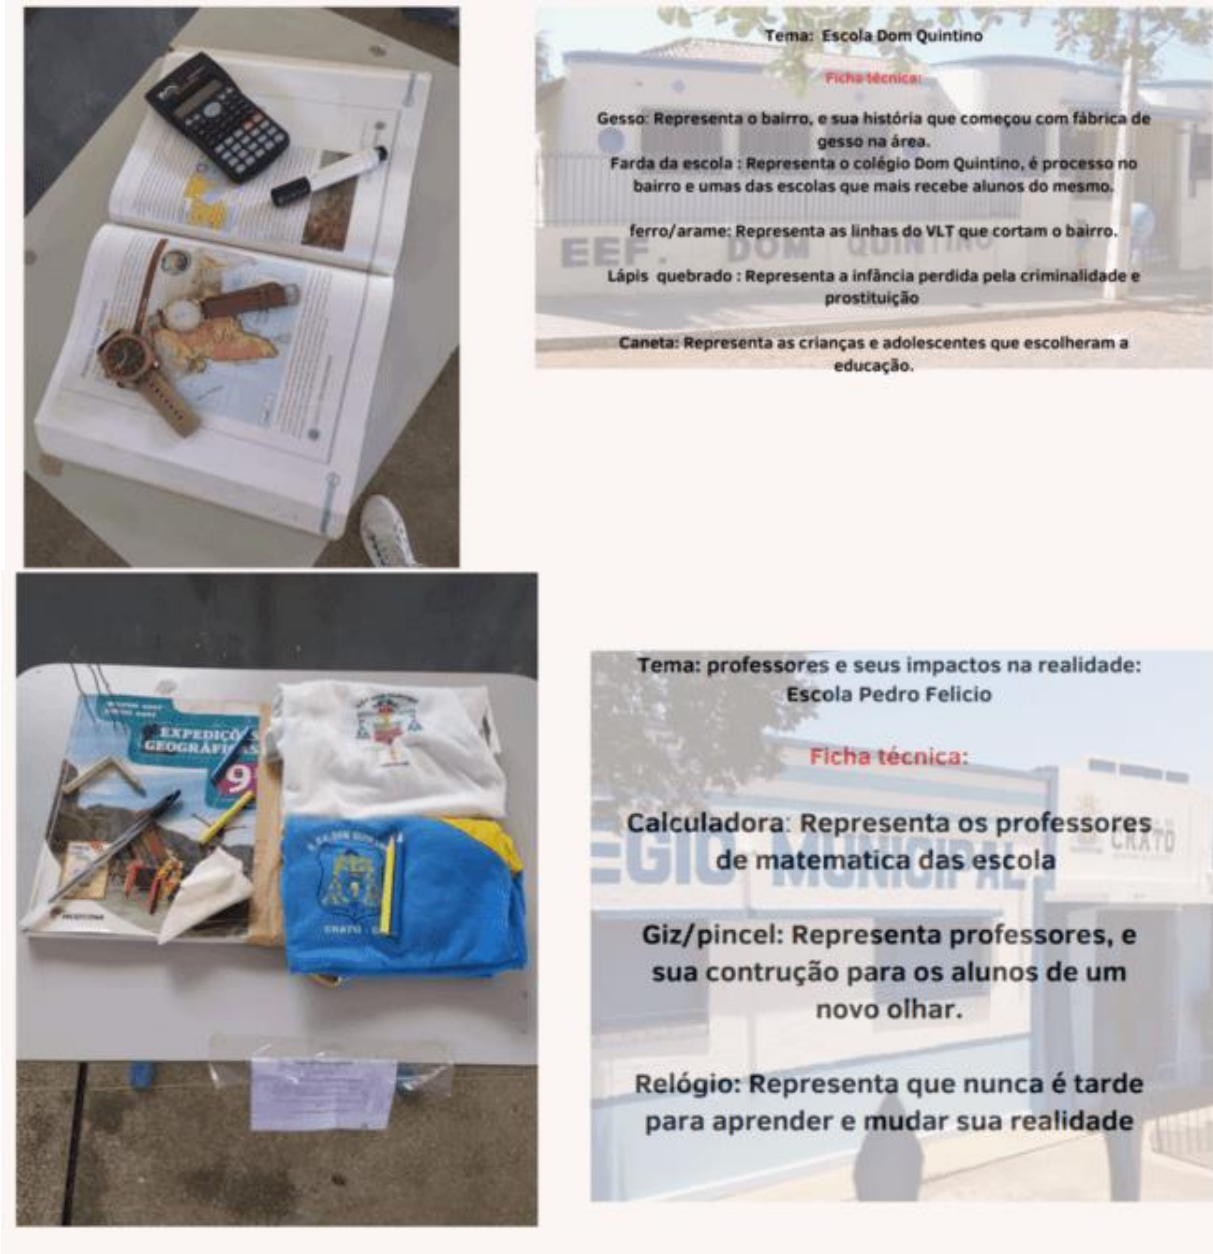 Tema: Escola Dom Quintino
Ficha técnica:
Gesso: Representa o bairro, e sua história que começou com fábrica de
gesso na área.
Farda da escola : Representa o colégio Dom Quintino, é processo no
bairro e umas das escolas que mais recebe alunos do mesmo.
ferro/arame: Representa as linhas do VLT que cortam o bairro.
Lápis quebrado : Representa a infância perdida pela criminalidade e
prostituição
Caneta: Representa as crianças e adolescentes que escolheram a
educação.
EEF. DOM QUINTINO
EXPEDIÇÕES
GEOGRÁFICAS
9
CRATO - C
Tema: professores e seus impactos na realidade:
Escola Pedro Felicio
Ficha técnica:
Calculadora: Representa os professores
de matematica das escola
Giz/pincel: Representa professores, e
sua contrução para os alunos de um
novo olhar.
Relógio: Representa que nunca é tarde
para aprender e mudar sua realidade
EGIO MUNICIPAL
CRATO